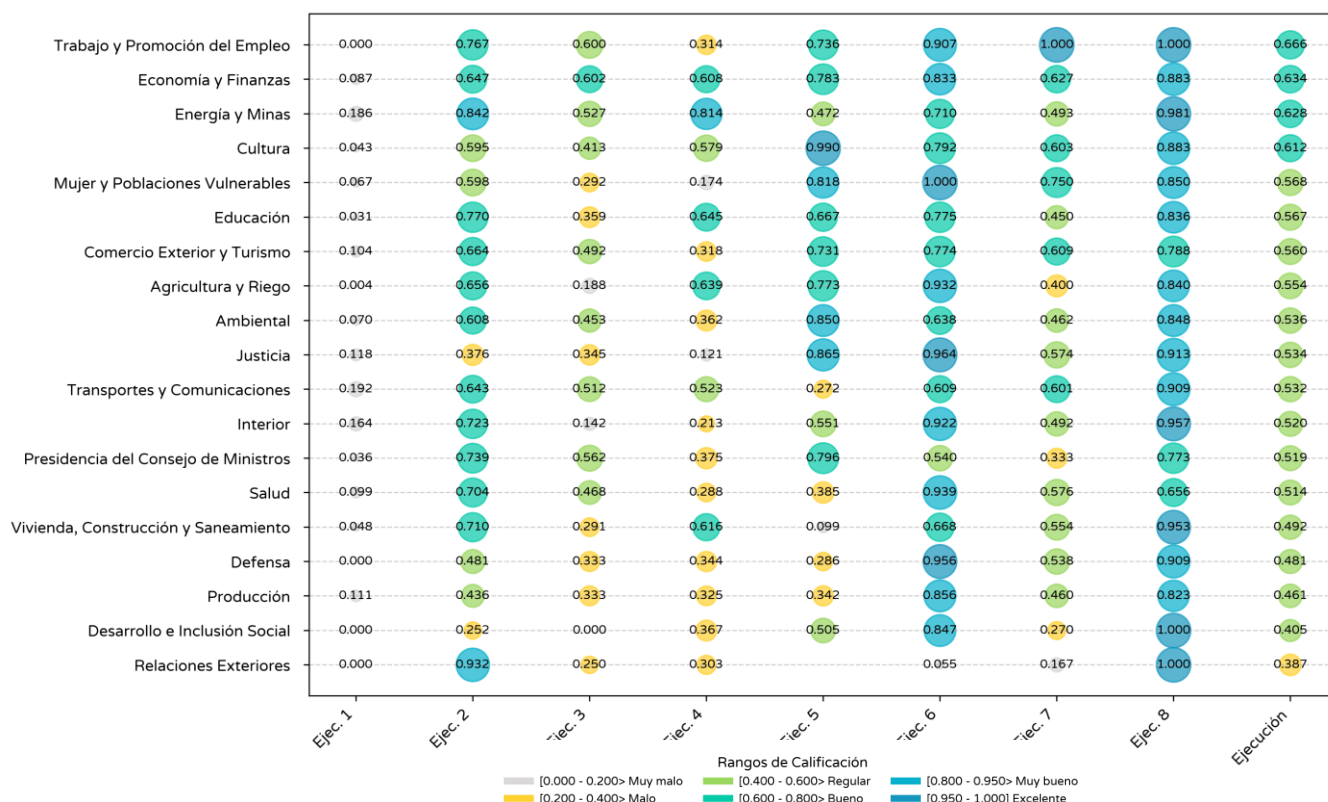 Trabajo y Promoción del Empleo 0.000 0.767 0.600 0.314 0.736 0.907 1.000 1.000 0.666
Economía y Finanzas 0.087 0.647 0.602 0.608 0.783 0.833 0.627 0.883 0.634
Energía y Minas 0.186 0.842 0.527 0.814 0.472 0.710 0.493 0.981 0.628
Cultura 0.043 0.595 0.413 0.579 0.990 0.792 0.603 0.883 0.612
Mujer y Poblaciones Vulnerables 0.067 0.598 0.292 0.174 0.818 1.000 0.750 0.850 0.568
Educación 0.031 0.770 0.359 0.645 0.667 0.775 0.450 0.836 0.567
Comercio Exterior y Turismo 0.104 0.664 0.492 0.318 0.731 0.774 0.609 0.788 0.560
Agricultura y Riego 0.004 0.656 0.188 0.639 0.773 0.932 0.400 0.840 0.554
Ambiental 0.070 0.608 0.453 0.362 0.850 0.638 0.462 0.848 0.536
Justicia 0.118 0.376 0.345 0.121 0.865 0.964 0.574 0.913 0.534
Transportes y Comunicaciones 0.192 0.643 0.512 0.523 0.272 0.609 0.601 0.909 0.532
Interior 0.164 0.723 0.142 0.213 0.551 0.922 0.492 0.957 0.520
Presidencia del Consejo de Ministros 0.036 0.739 0.562 0.375 0.796 0.540 0.333 0.773 0.519
Salud 0.099 0.704 0.468 0.288 0.385 0.939 0.576 0.656 0.514
Vivienda, Construcción y Saneamiento 0.048 0.710 0.291 0.616 0.099 0.668 0.554 0.953 0.492
Defensa 0.000 0.481 0.333 0.344 0.286 0.956 0.538 0.909 0.481
Producción 0.111 0.436 0.333 0.325 0.342 0.856 0.460 0.823 0.461
Desarrollo e Inclusión Social 0.000 0.252 0.000 0.367 0.505 0.847 0.270 1.000 0.405
Relaciones Exteriores 0.000 0.932 0.250 0.303 0.055 0.167 1.000 0.387
Ejec. 1 Ejec. 2 Ejec. 3 Ejec. 4 Ejec. 5 Ejec. 6 Ejec. 7 Ejec. 8 Ejecución
Rangos de Calificación
[0.000 - 0.200> Muy malo [0.400 - 0.600> Regular [0.800 - 0.950> Muy bueno
[0.200 - 0.400> Malo [0.600 - 0.800> Bueno [0.950 - 1.000] Excelente